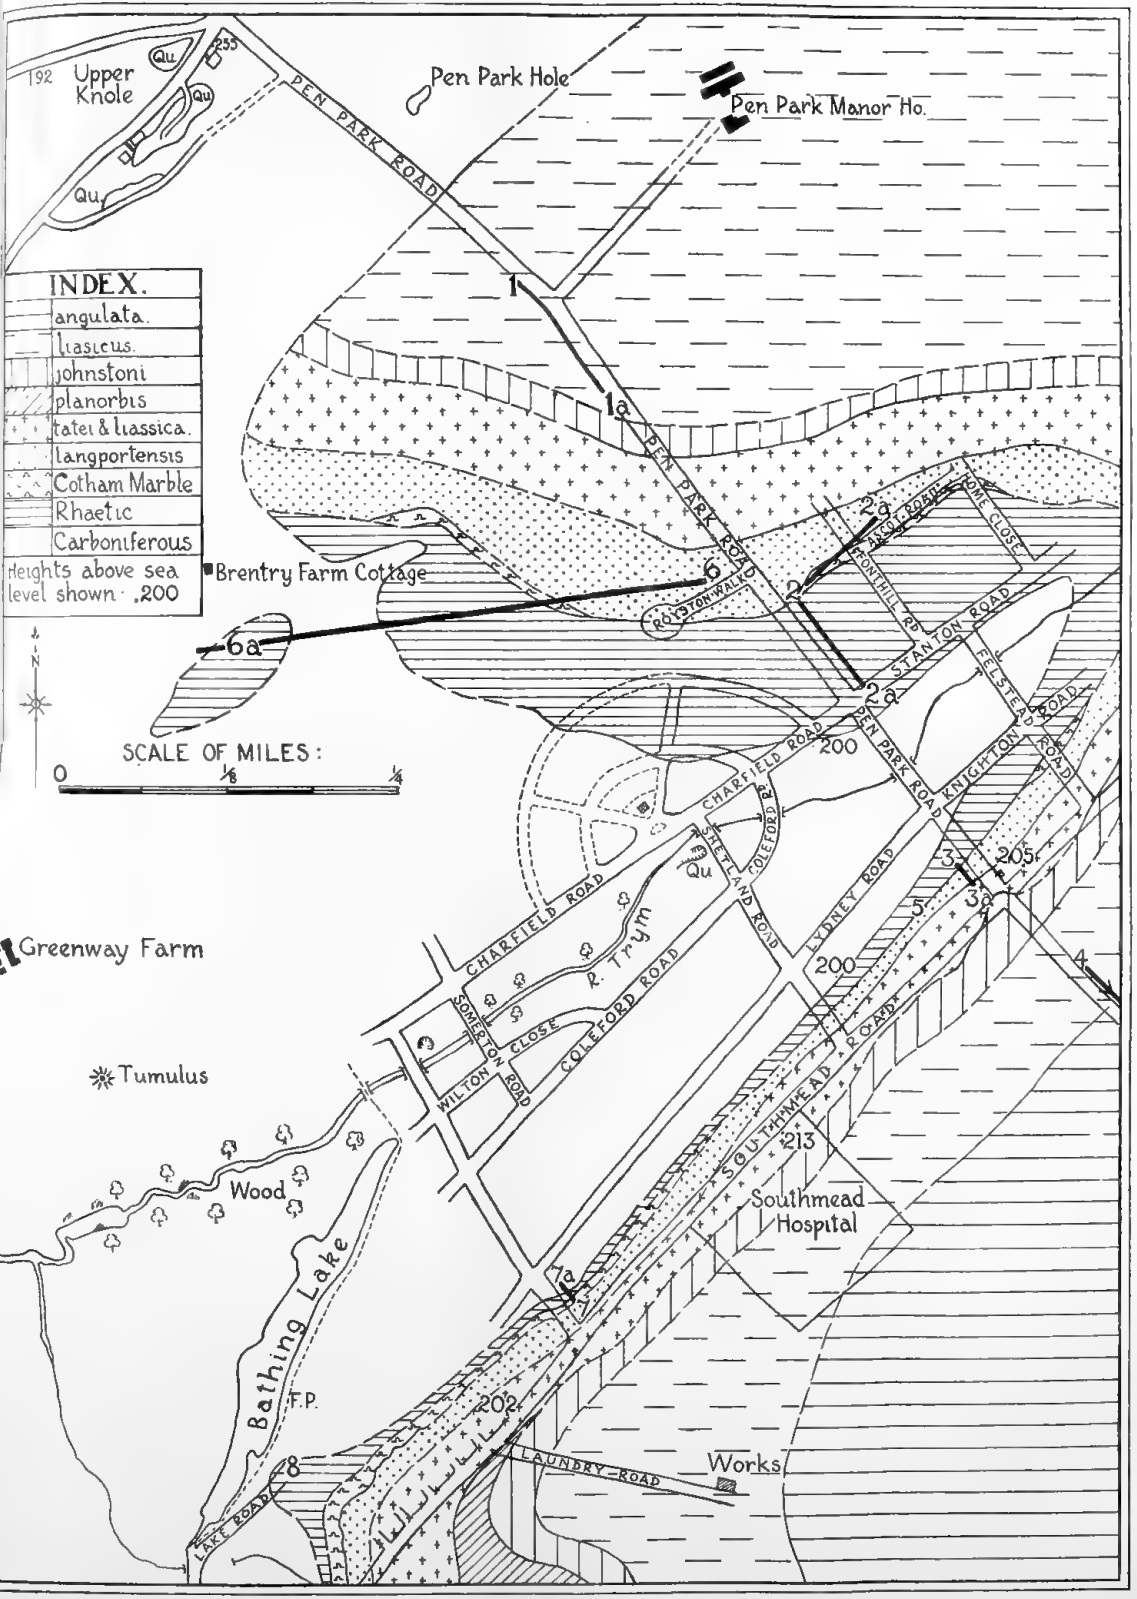 Qu
255
192 Upper
Knole
Qu
Qu.
PEN PARK ROAD
Pen Park Hole
Pen Park Manor Ho.
INDEX.
angulata.
liasicus.
johnstoni
planorbis
tatei & liassica.
langportensis
Cotham Marble
Rhaetic
Carboniferous
Heights above sea
level shown · .200
1
1a
PEN PARK ROAD
2a
ASCOT ROAD
HOME CLOSE
FONTHILL RD
6
ROYSTON WALK
2
Brentry Farm Cottage
6a
STANTON ROAD
FELSTEAD ROAD
2a
N
SCALE OF MILES:
0 1/8 1/4
200
CHARFIELD ROAD
PEN PARK ROAD
KNIGHTON ROAD
COLEFORD RD
SHETLAND ROAD
Qu
LYDNEY ROAD
3
205
3a
5
4
CHARFIELD ROAD
R. Trym
COLEFORD ROAD
200
Greenway Farm
SOMERTON ROAD
WILTON CLOSE
SOUTHMEAD ROAD
Tumulus
213
Wood
Southmead
Hospital
Bathing Lake
7a
7
F.P.
202
8
LAKE ROAD
LAUNDRY ROAD
Works